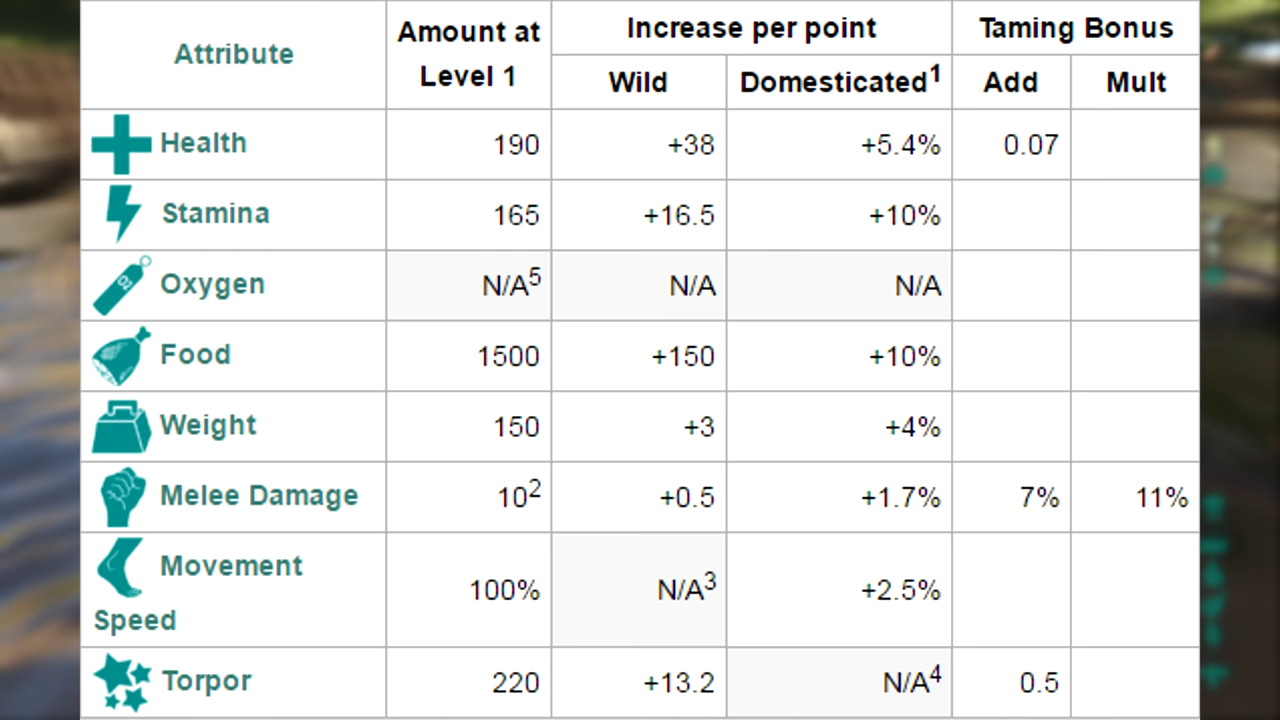 Attribute Amount at Level 1 Increase per point Taming Bonus
Wild Domesticated1 Add Mult
Health 190 +38 +5.4% 0.07
Stamina 165 +16.5 +10%
Oxygen N/A5 N/A N/A
Food 1500 +150 +10%
Weight 150 +3 +4%
Melee Damage 102 +0.5 +1.7% 7% 11%
Movement Speed 100% N/A3 +2.5%
Torpor 220 +13.2 N/A4 0.5